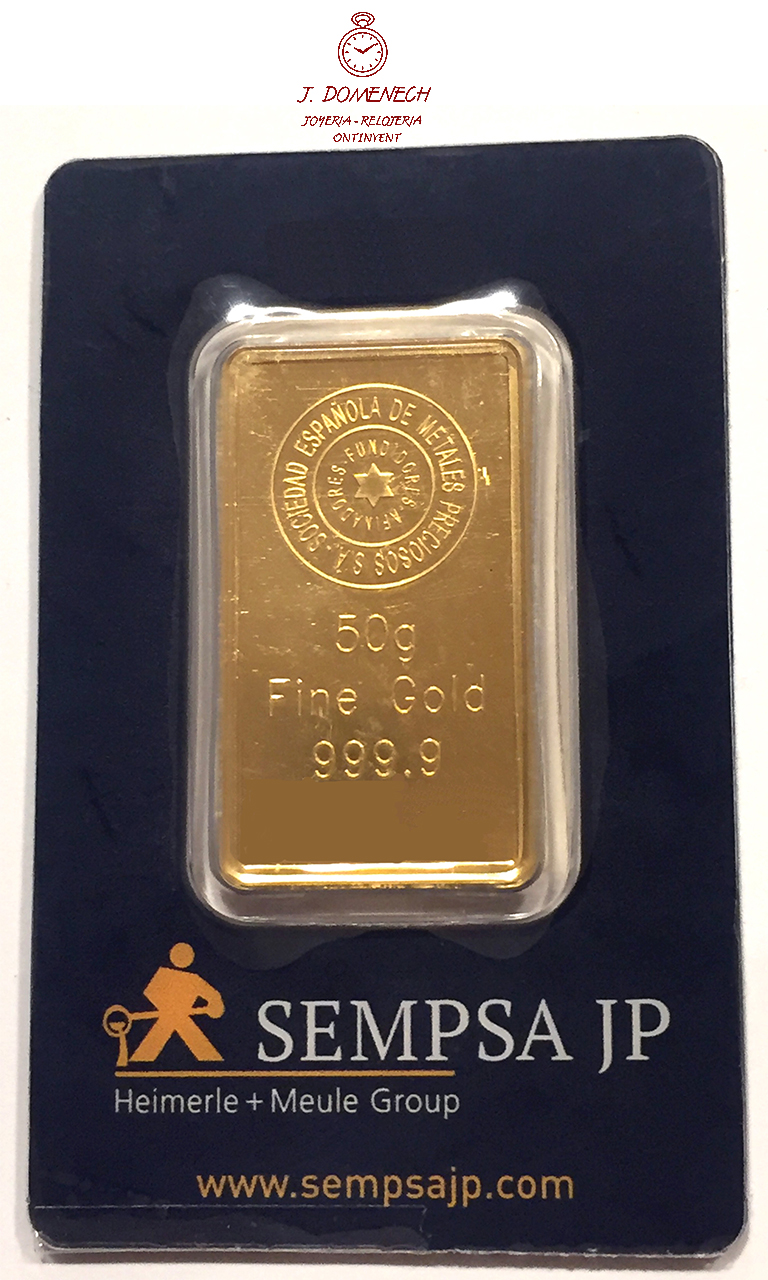 J. DOMENECH
JOYERIA - RELOJERIA
ONTINYENT
SOCIEDAD ESPAÑOLA DE METALES PRECIOSOS S.A.
FUNDIDORES-AFINADORES
50g
Fine Gold
999.9
SEMPSA JP
Heimerle + Meule Group
www.sempsajp.com